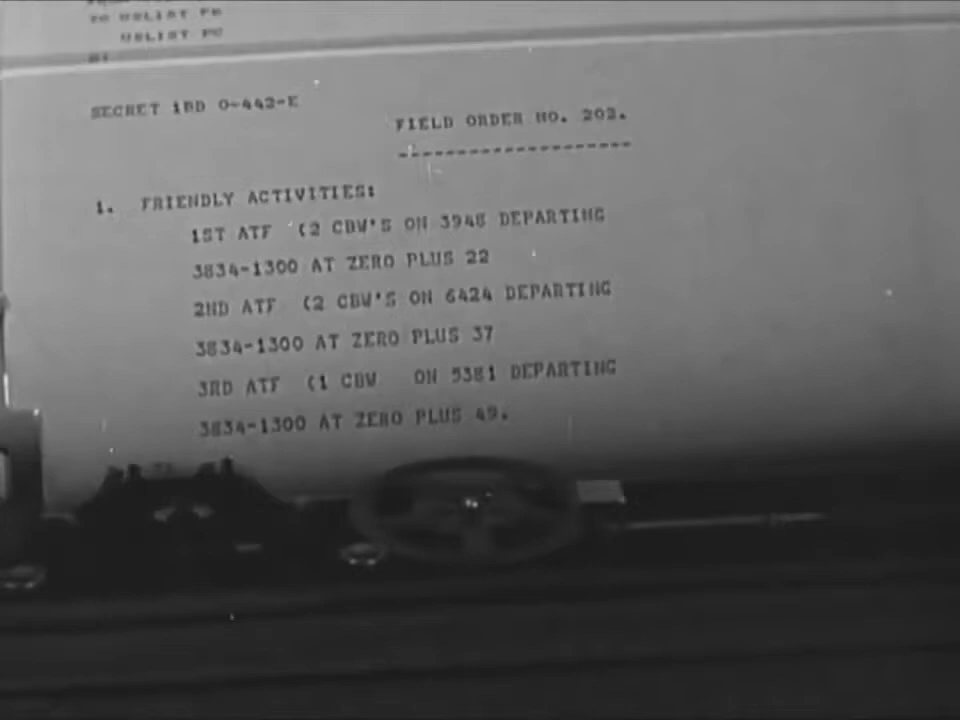 SECRET 1BD O-442-E
FIELD ORDER NO. 202.
--------------------
1. FRIENDLY ACTIVITIES:
1ST ATF (2 CBW'S ON 3948 DEPARTING
3834-1300 AT ZERO PLUS 22
2ND ATF (2 CBW'S ON 6424 DEPARTING
3834-1300 AT ZERO PLUS 37
3RD ATF (1 CBW ON 5381 DEPARTING
3834-1300 AT ZERO PLUS 49.